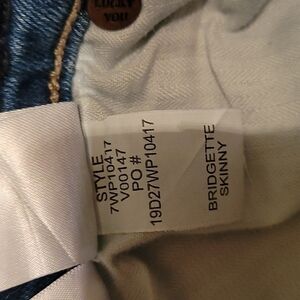 LUCKY
YOU
STYLE
7WP10417
V00147
PO#
19D27WP10417
BRIDGETTE
SKINNY